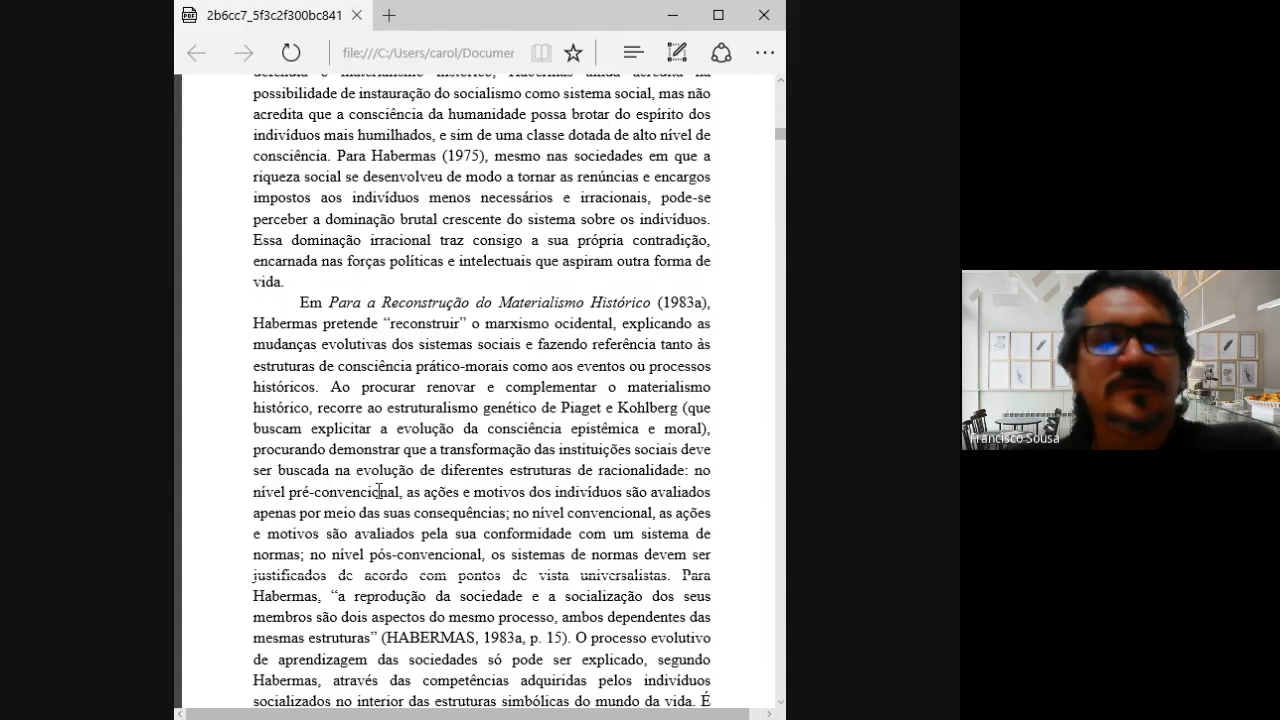 2b6cc7_5f3c2f300bc841
file:///C:/Users/carol/Documer
defendia o materialismo histórico, Habermas ainda acredita na
possibilidade de instauração do socialismo como sistema social, mas não
acredita que a consciência da humanidade possa brotar do espírito dos
indivíduos mais humilhados, e sim de uma classe dotada de alto nível de
consciência. Para Habermas (1975), mesmo nas sociedades em que a
riqueza social se desenvolveu de modo a tornar as renúncias e encargos
impostos aos indivíduos menos necessários e irracionais, pode-se
perceber a dominação brutal crescente do sistema sobre os indivíduos.
Essa dominação irracional traz consigo a sua própria contradição,
encarnada nas forças políticas e intelectuais que aspiram outra forma de
vida.
Em Para a Reconstrução do Materialismo Histórico (1983a),
Habermas pretende “reconstruir” o marxismo ocidental, explicando as
mudanças evolutivas dos sistemas sociais e fazendo referência tanto às
estruturas de consciência prático-morais como aos eventos ou processos
históricos. Ao procurar renovar e complementar o materialismo
histórico, recorre ao estruturalismo genético de Piaget e Kohlberg (que
buscam explicitar a evolução da consciência epistêmica e moral),
procurando demonstrar que a transformação das instituições sociais deve
ser buscada na evolução de diferentes estruturas de racionalidade: no
nível pré-convencional, as ações e motivos dos indivíduos são avaliados
apenas por meio das suas consequências; no nível convencional, as ações
e motivos são avaliados pela sua conformidade com um sistema de
normas; no nível pós-convencional, os sistemas de normas devem ser
justificados de acordo com pontos de vista universalistas. Para
Habermas, “a reprodução da sociedade e a socialização dos seus
membros são dois aspectos do mesmo processo, ambos dependentes das
mesmas estruturas” (HABERMAS, 1983a, p. 15). O processo evolutivo
de aprendizagem das sociedades só pode ser explicado, segundo
Habermas, através das competências adquiridas pelos indivíduos
socializados no interior das estruturas simbólicas do mundo da vida. É
Francisco Sousa